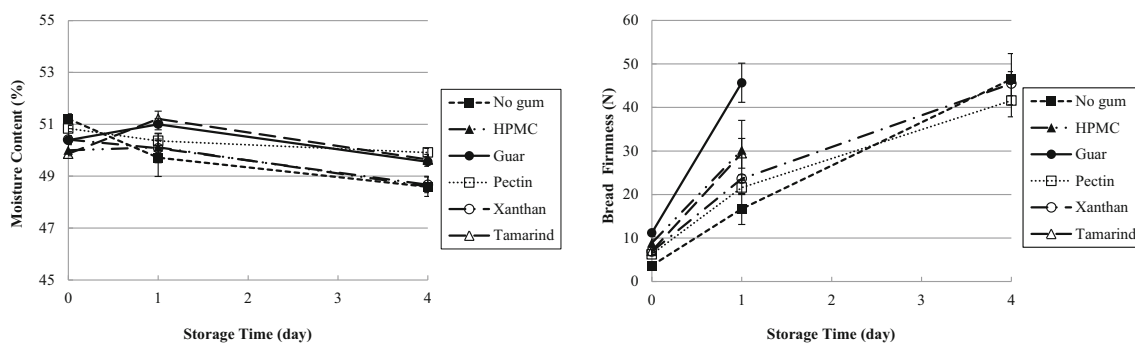 Moisture Content (%)
55
53
51
49
47
45
0
1
2
3
4
Storage Time (day)
No gum
HPMC
Guar
Pectin
Xanthan
Tamarind
Bread Firmness (N)
60
50
40
30
20
10
0
0
1
2
3
4
Storage Time (day)
No gum
HPMC
Guar
Pectin
Xanthan
Tamarind